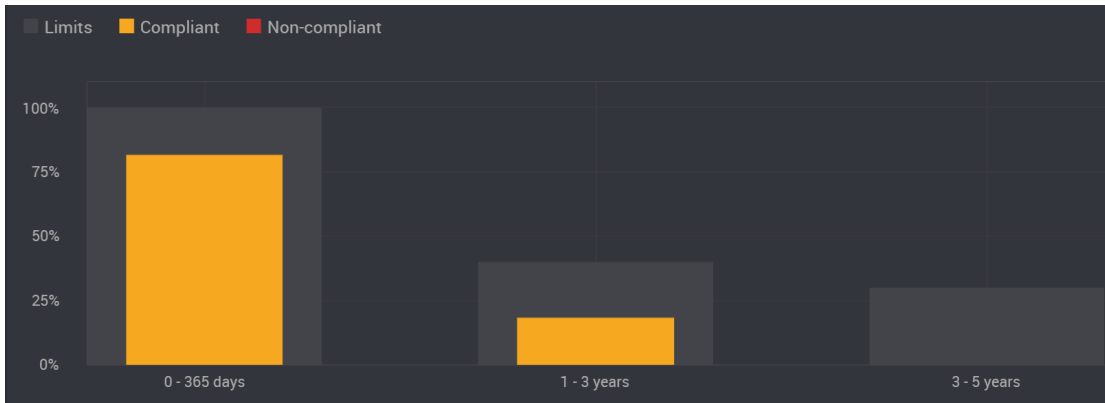 Limits Compliant Non-compliant
100%
75%
50%
25%
0%
0 - 365 days 1 - 3 years 3 - 5 years